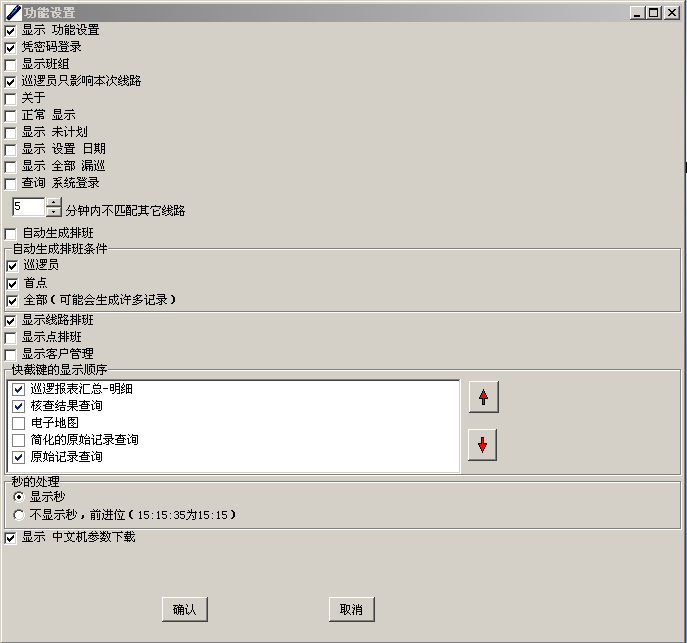 功能设置
显示 功能设置
凭密码登录
显示班组
巡逻员只影响本次线路
关于
正常 显示
显示 未计划
显示 设置 日期
显示 全部 漏巡
查询 系统登录
5 分钟内不匹配其它线路
自动生成排班
自动生成排班条件
巡逻员
首点
全部(可能会生成许多记录)
显示线路排班
显示点排班
显示客户管理
快截键的显示顺序
巡逻报表汇总-明细
核查结果查询
电子地图
简化的原始记录查询
原始记录查询
秒的处理
显示秒
不显示秒，前进位(15:15:35为15:15)
显示 中文机参数下载
确认 取消